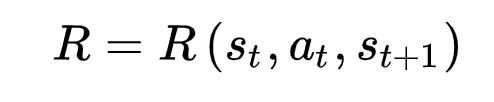 R = R (s_t, a_t, s_{t+1})